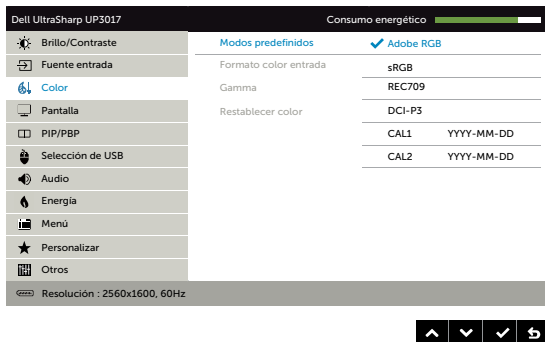 Dell UltraSharp UP3017 Consumo energético
Brillo/Contraste Modos predefinidos Adobe RGB
Fuente entrada Formato color entrada sRGB
Color Gamma REC709
Pantalla Restablecer color DCI-P3
PIP/PBP CAL1 YYYY-MM-DD
Selección de USB CAL2 YYYY-MM-DD
Audio
Energía
Menú
Personalizar
Otros
Resolución : 2560x1600, 60Hz